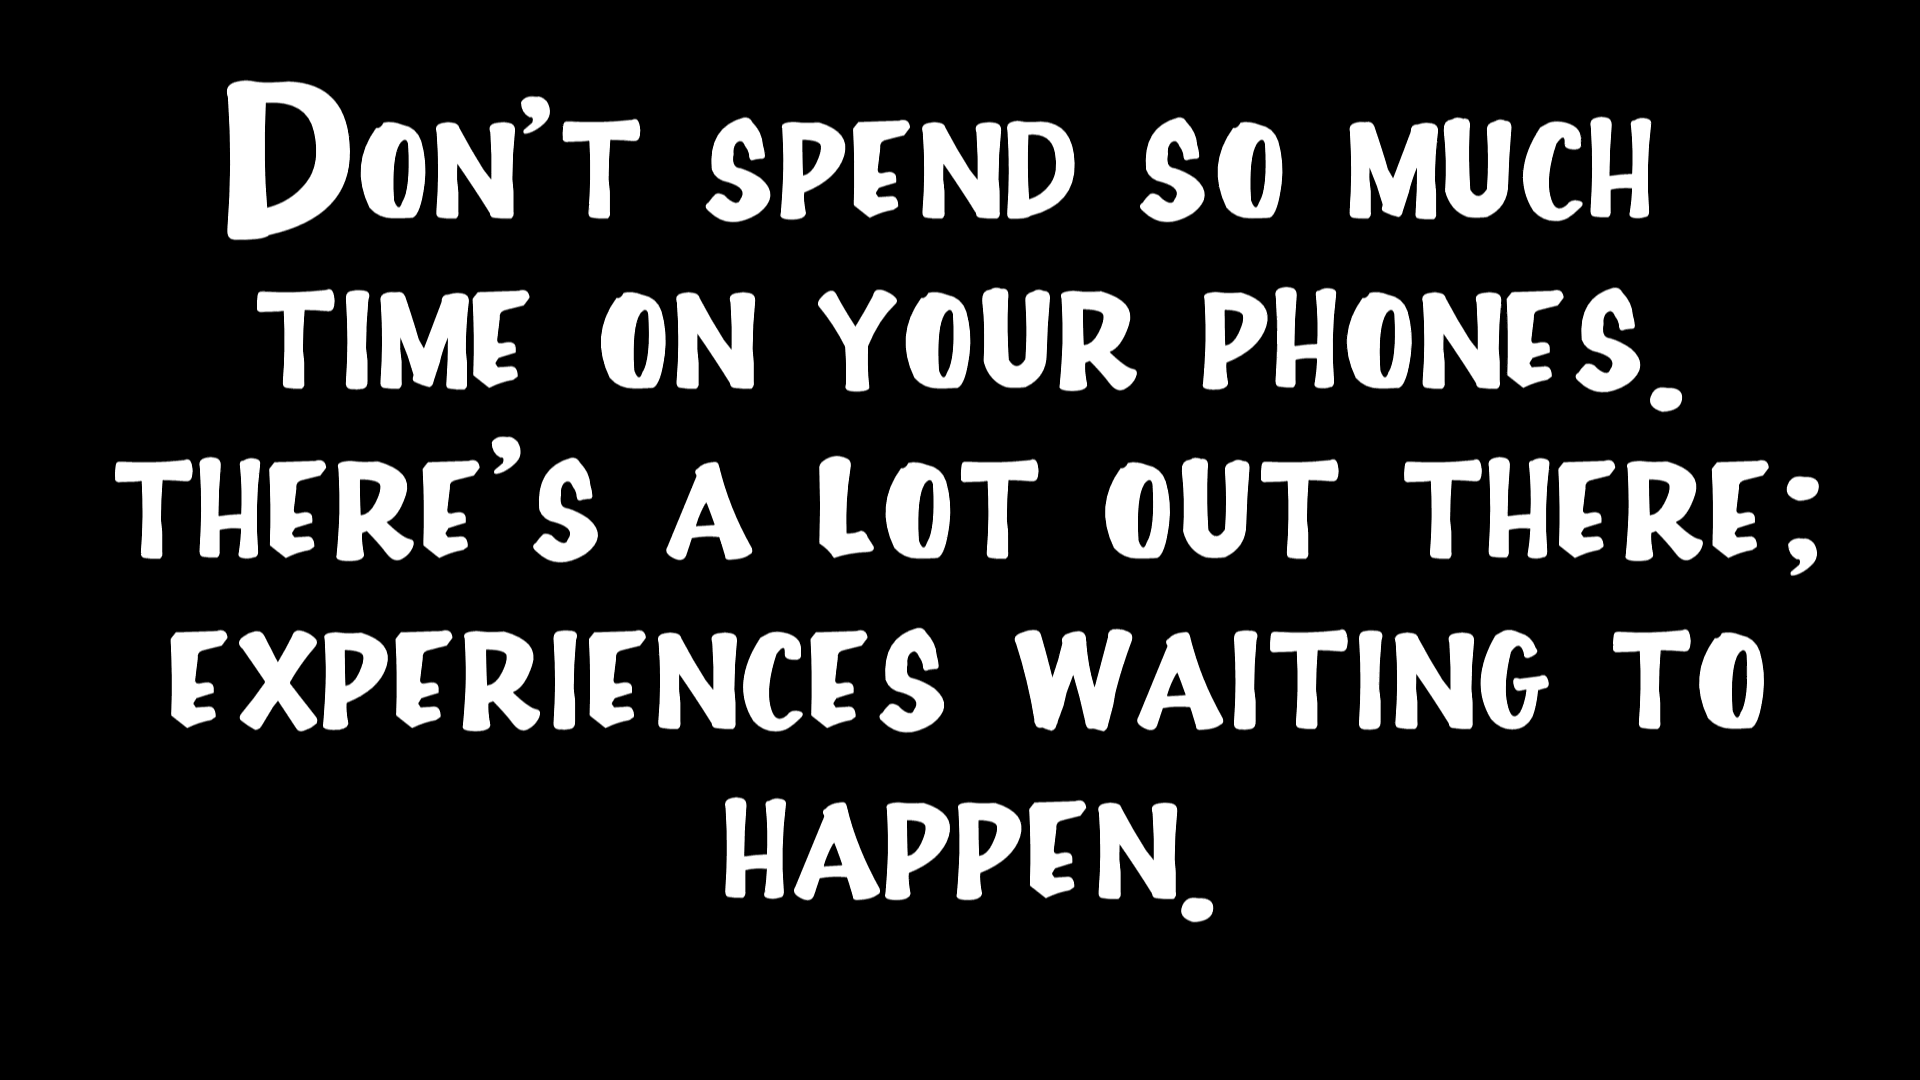 Don't spend so much
time on your phones.
there's a lot out there;
experiences waiting to
happen.